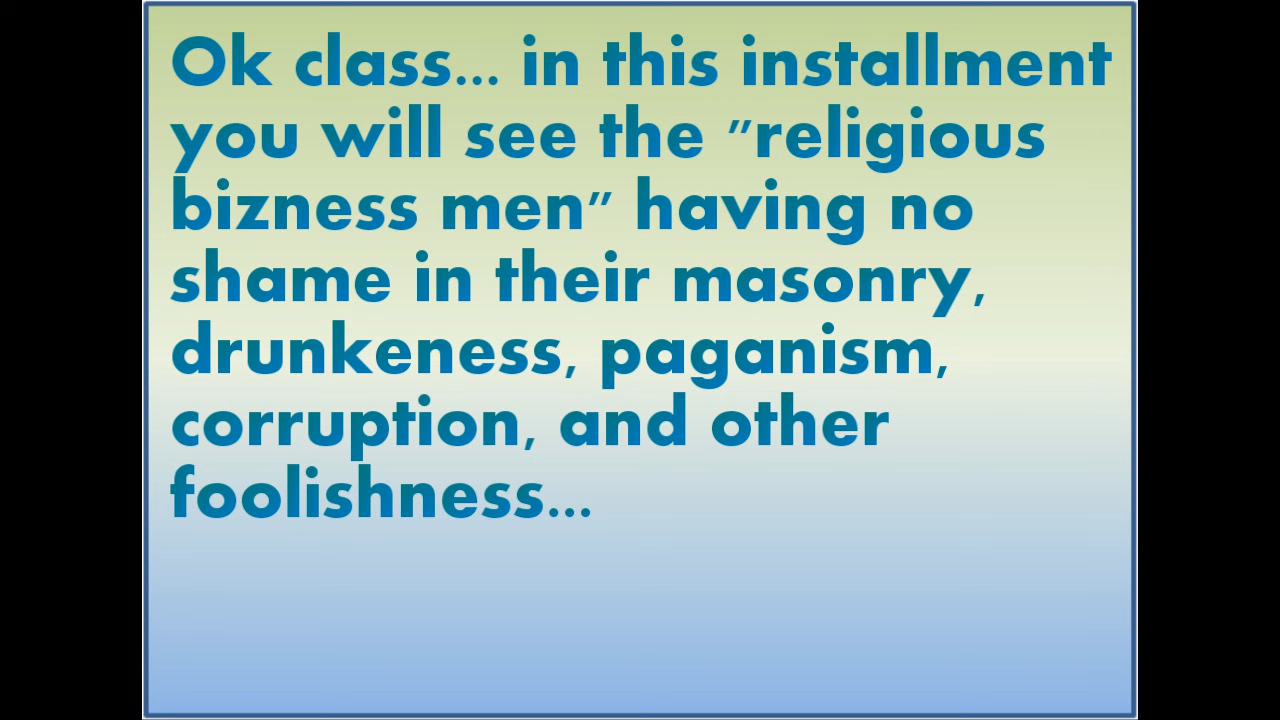 Ok class... in this installment
you will see the "religious
bizness men" having no
shame in their masonry,
drunkeness, paganism,
corruption, and other
foolishness...